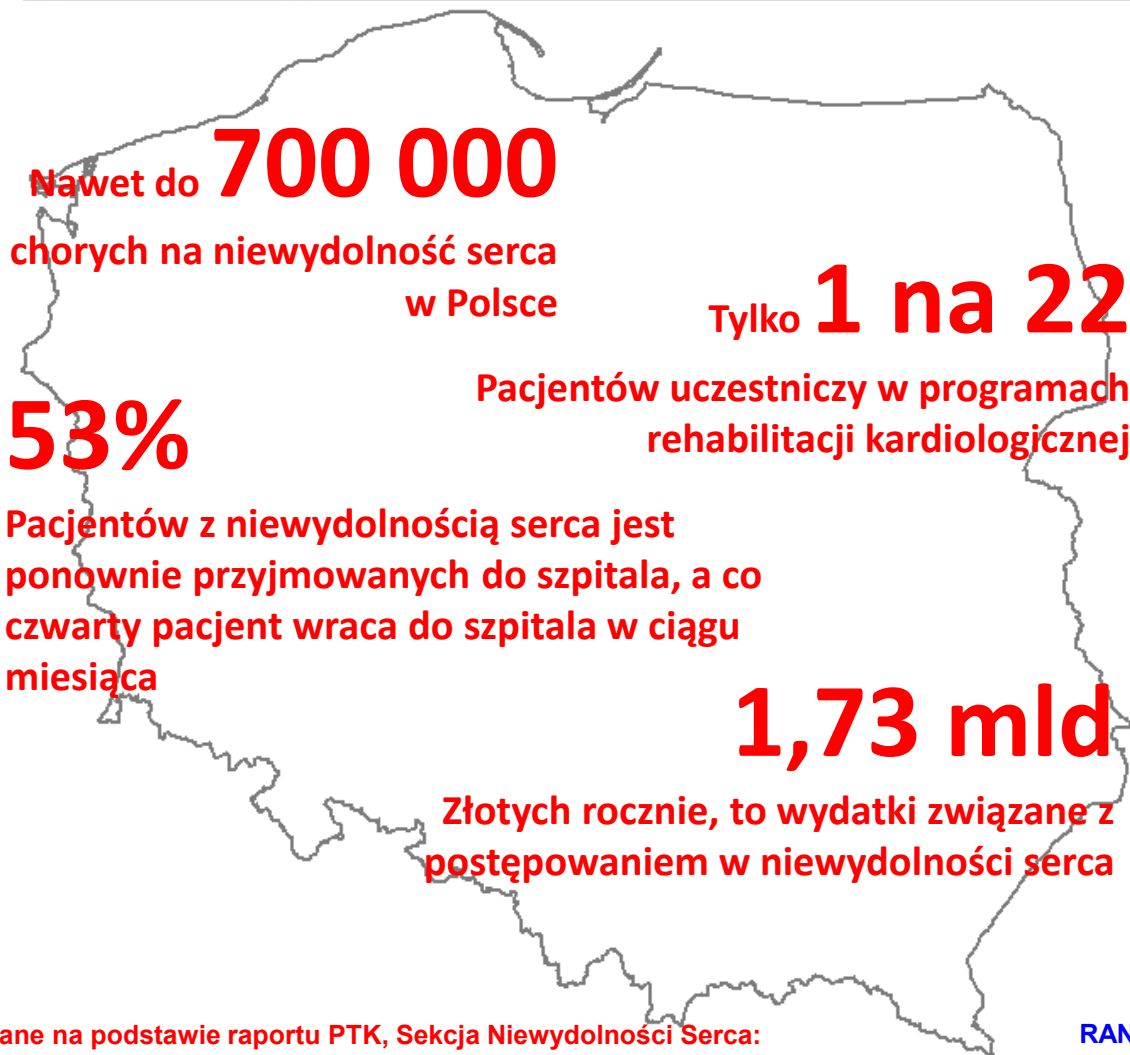 Nawet do 700 000
chorych na niewydolność serca
w Polsce
Tylko 1 na 22
Pacjentów uczestniczy w programach
rehabilitacji kardiologicznej
53%
Pacjentów z niewydolnością serca jest
ponownie przyjmowanych do szpitala, a co
czwarty pacjent wraca do szpitala w ciągu
miesiąca
1,73 mld
Złotych rocznie, to wydatki związane z
postępowaniem w niewydolności serca
ane na podstawie raportu PTK, Sekcja Niewydolności Serca:
RAN